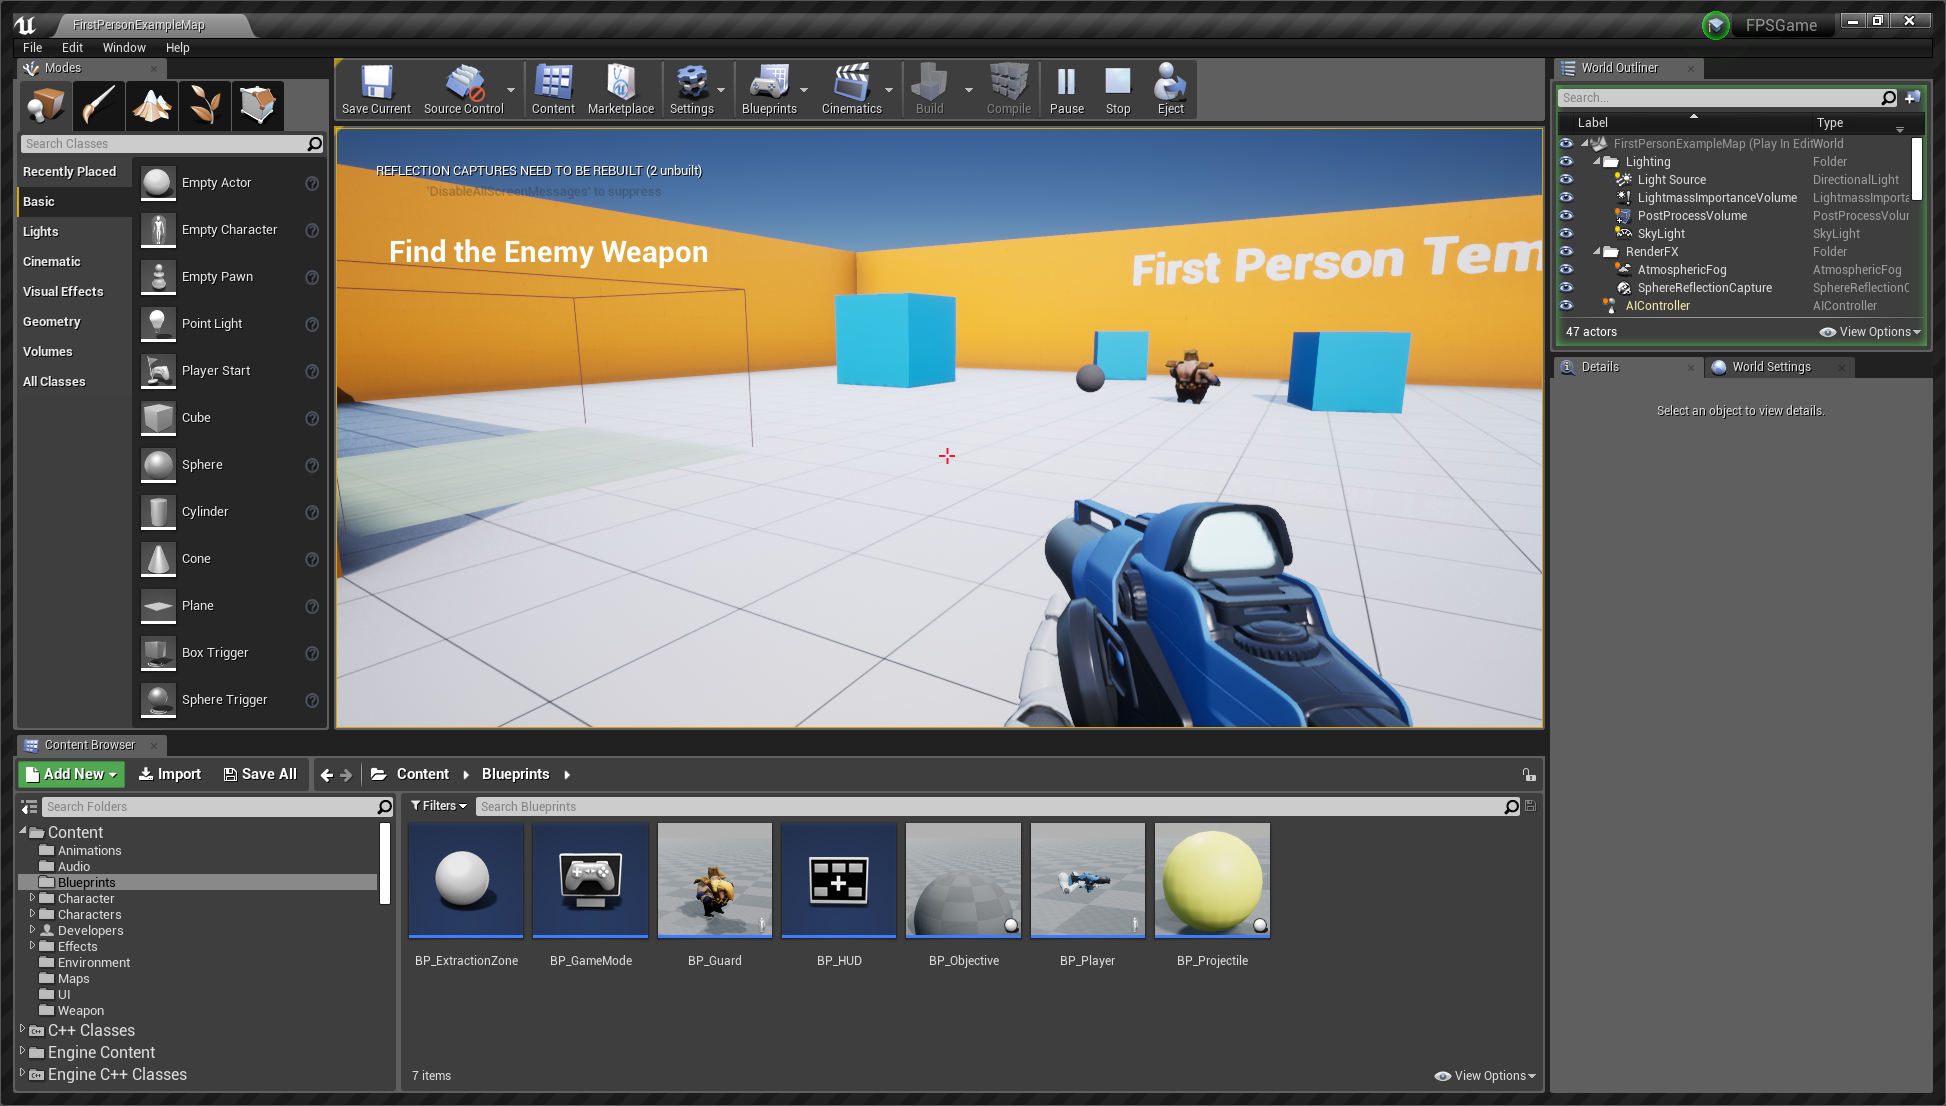 FirstPersonExampleMap
FPSGame
File Edit Window Help
Modes
Search Classes
Recently Placed
Basic
Lights
Cinematic
Visual Effects
Geometry
Volumes
All Classes
Empty Actor
Empty Character
Empty Pawn
Point Light
Player Start
Cube
Sphere
Cylinder
Cone
Plane
Box Trigger
Sphere Trigger
Save Current
Source Control
Content
Marketplace
Settings
Blueprints
Cinematics
Build
Compile
Pause
Stop
Eject
REFLECTION CAPTURES NEED TO BE REBUILT (2 unbuilt)
'DisableAllScreenMessages' to suppress
Find the Enemy Weapon
First Person Tem
World Outliner
Search...
Label Type
FirstPersonExampleMap (Play In Edit World
Lighting Folder
Light Source DirectionalLight
LightmassImportanceVolume LightmassImporta
PostProcessVolume PostProcessVolur
SkyLight SkyLight
RenderFX Folder
AtmosphericFog AtmosphericFog
SphereReflectionCapture SphereReflectionC
AIController AIController
47 actors View Options
Details World Settings
Select an object to view details.
Content Browser
Add New Import Save All Content Blueprints
Search Folders
Content
Animations
Audio
Blueprints
Character
Characters
Developers
Effects
Environment
Maps
UI
Weapon
C++ Classes
Engine Content
Engine C++ Classes
Filters Search Blueprints
BP_ExtractionZone
BP_GameMode
BP_Guard
BP_HUD
BP_Objective
BP_Player
BP_Projectile
7 items View Options